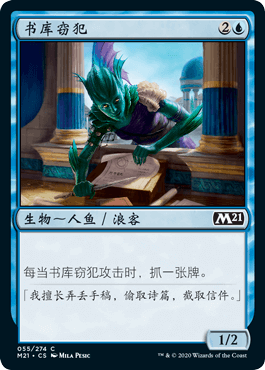 书库窃犯 2
生物～人鱼／浪客 M21
每当书库窃犯攻击时，抓一张牌。
「我擅长弄丢手稿，偷取诗篇，截取信件。」
1/2
055/274 C
M21 • CS MILA PESIC
™ & © 2020 Wizards of the Coast